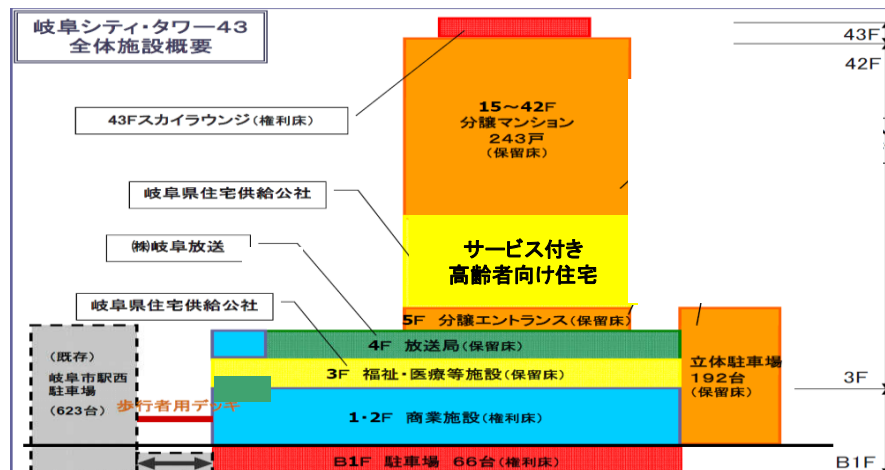 岐阜シティ・タワー43
全体施設概要
43F
42F
15～42F
分譲マンション
243戸
(保留床)
43Fスカイラウンジ(権利床)
岐阜県住宅供給公社
㈱岐阜放送
サービス付き
高齢者向け住宅
岐阜県住宅供給公社
5F 分譲エントランス(保留床)
4F 放送局(保留床)
(既存)
岐阜市駅西
駐車場
(623台)
3F 福祉・医療等施設(保留床)
立体駐車場
192台
(保留床)
3F
歩行者用デッキ
1・2F 商業施設(権利床)
B1F 駐車場 66台(権利床)
B1F